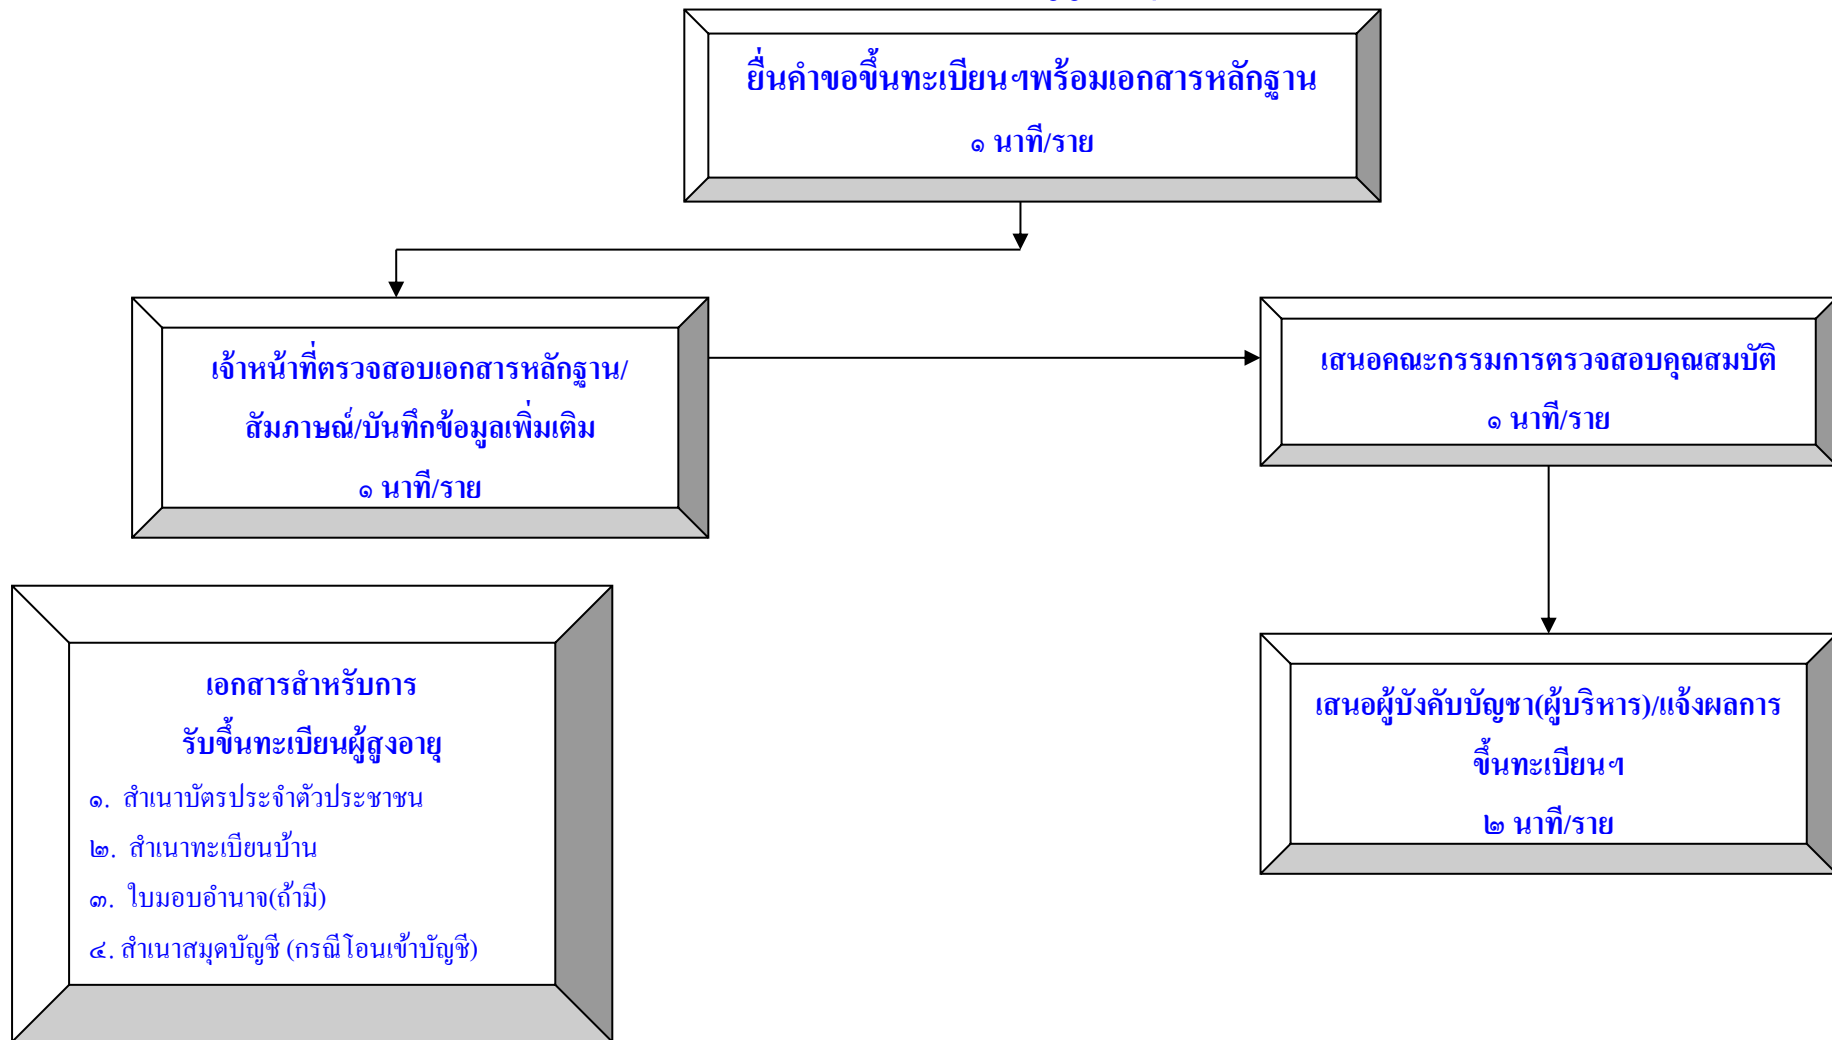 ยื่นคำขอขึ้นทะเบียนฯพร้อมเอกสารหลักฐาน
๑ นาที/ราย
เจ้าหน้าที่ตรวจสอบเอกสารหลักฐาน/
สัมภาษณ์/บันทึกข้อมูลเพิ่มเติม
๑ นาที/ราย
เสนอคณะกรรมการตรวจสอบคุณสมบัติ
๑ นาที/ราย
เอกสารสำหรับการ
รับขึ้นทะเบียนผู้สูงอายุ
๑. สำเนาบัตรประจำตัวประชาชน
๒. สำเนาทะเบียนบ้าน
๓. ใบมอบอำนาจ(ถ้ามี)
๔. สำเนาสมุดบัญชี (กรณีโอนเข้าบัญชี)
เสนอผู้บังคับบัญชา(ผู้บริหาร)/แจ้งผลการ
ขึ้นทะเบียนฯ
๒ นาที/ราย